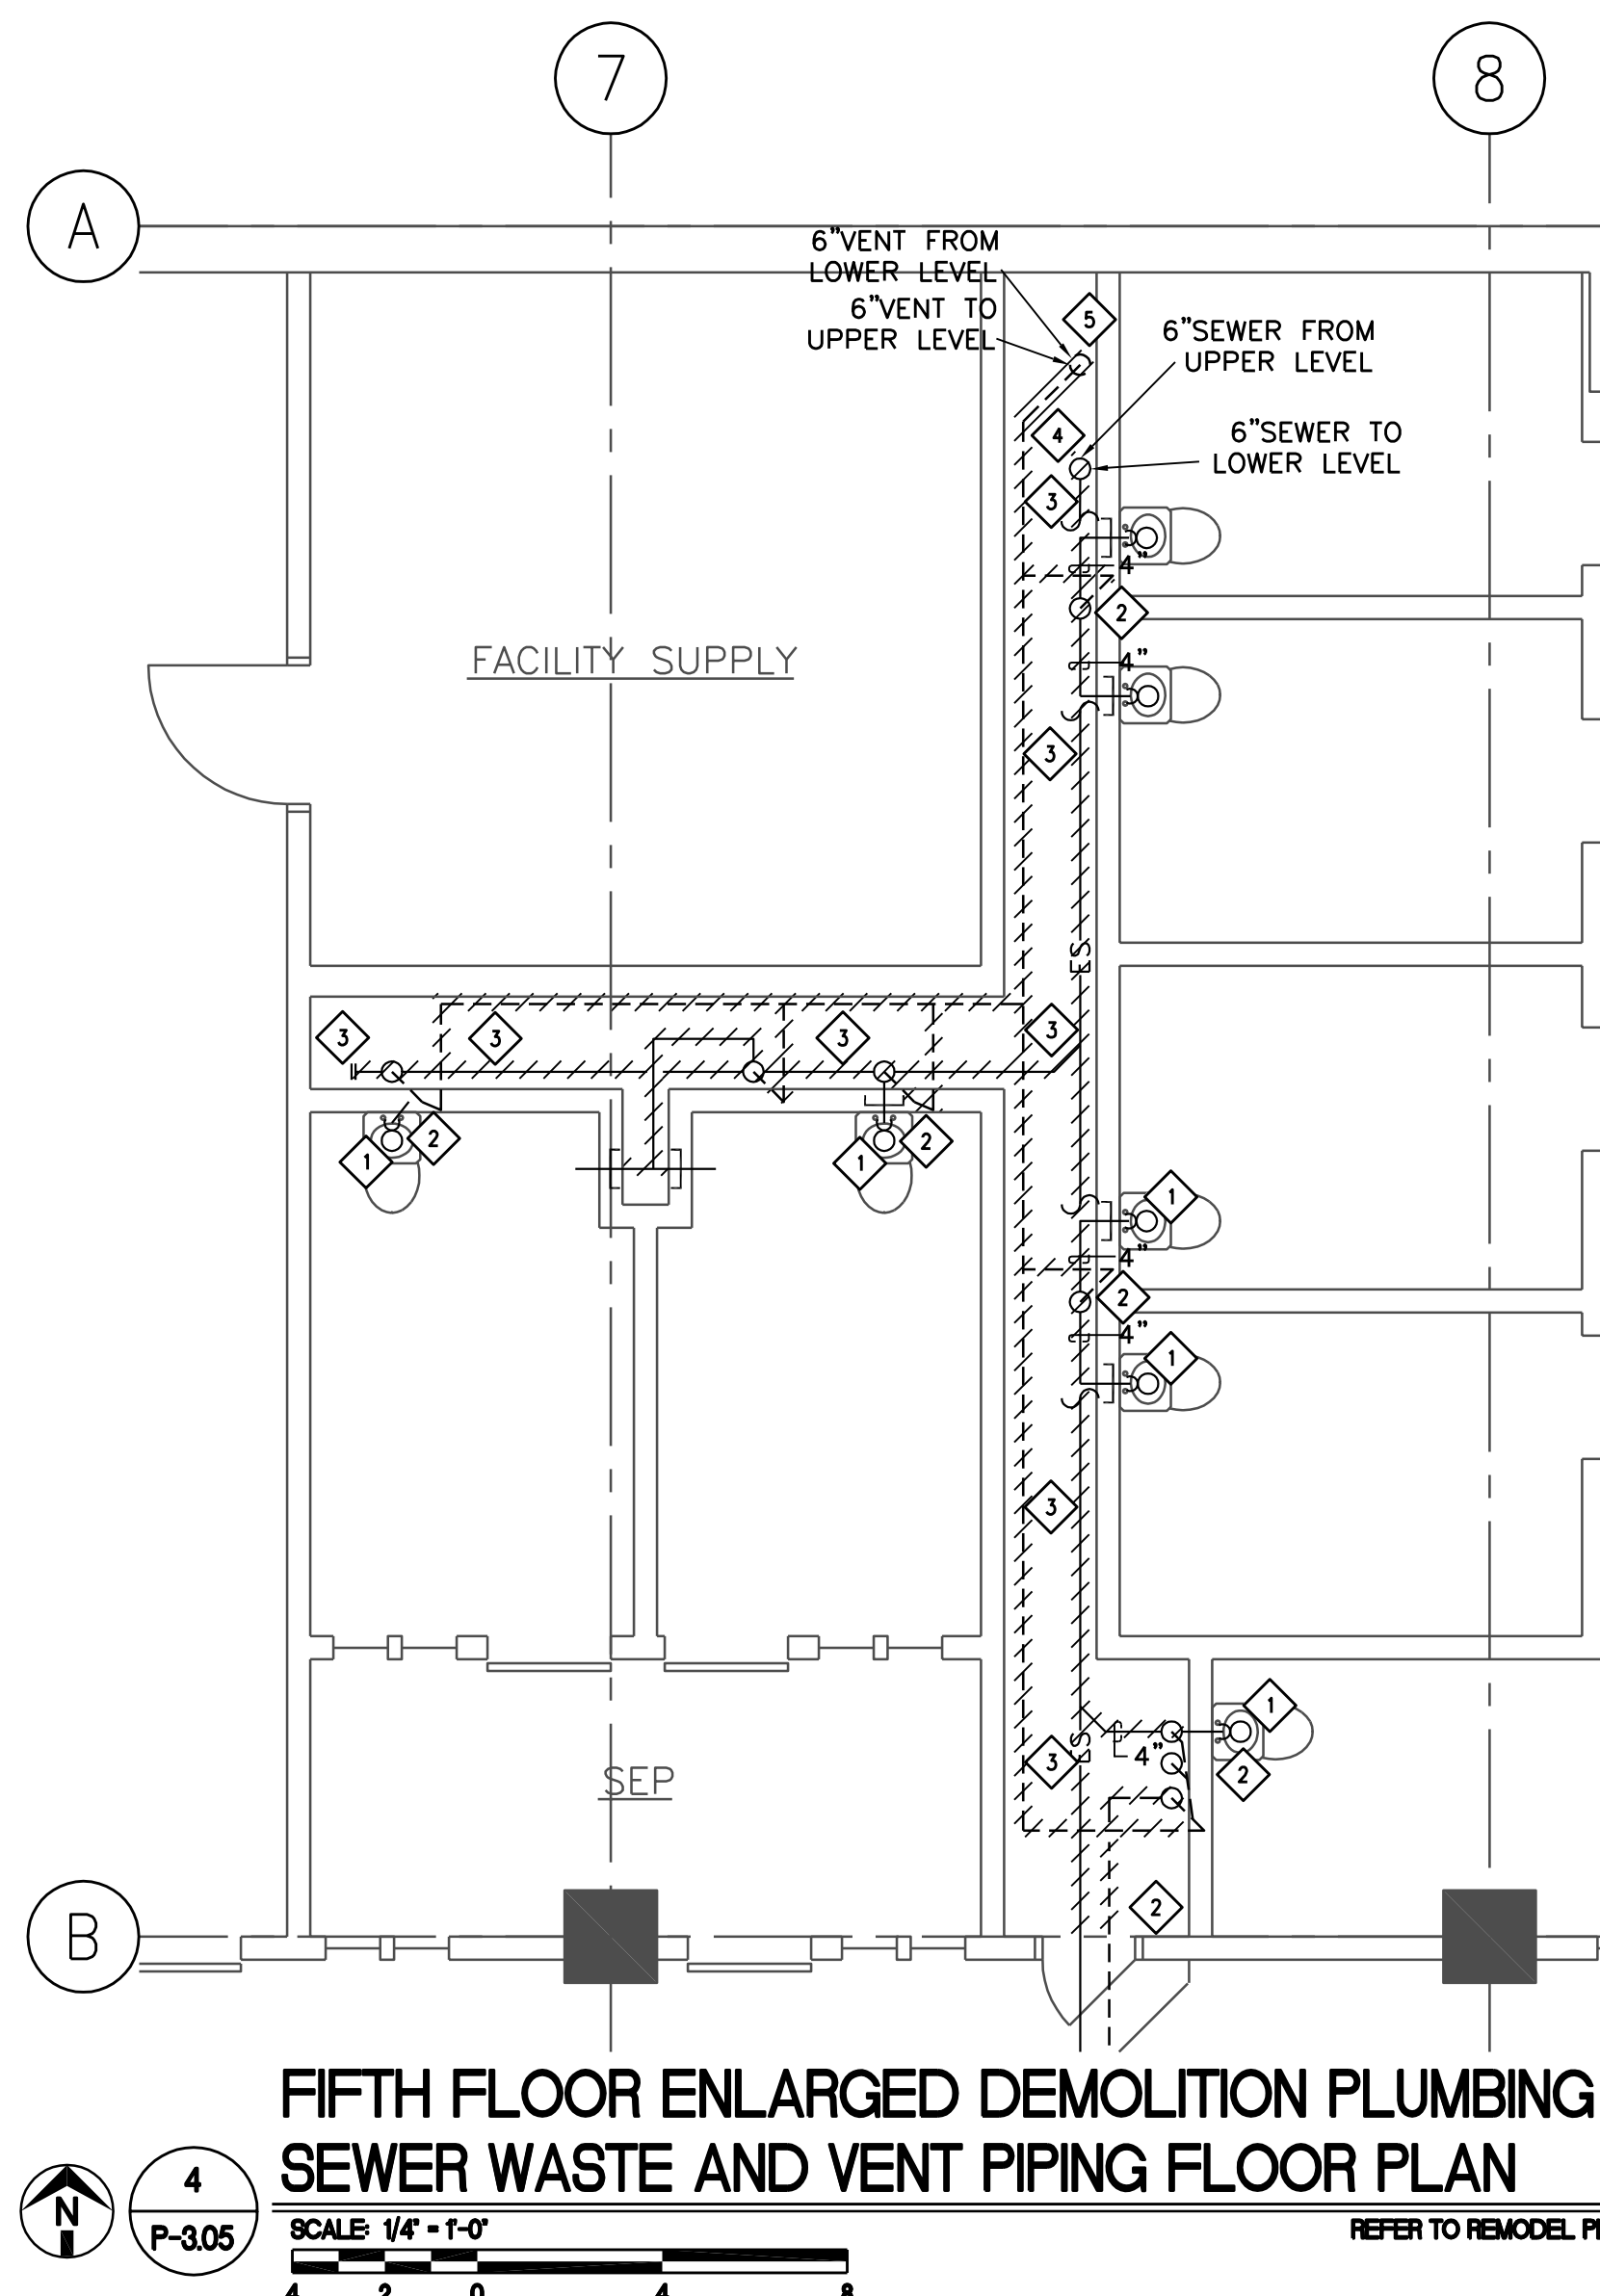 7
8
A
6"VENT FROM
LOWER LEVEL
6"VENT TO
UPPER LEVEL
5
6"SEWER FROM
UPPER LEVEL
4
6"SEWER TO
LOWER LEVEL
3
4"
2
FACILITY SUPPLY
4"
3
ES
3
3
3
3
1
2
1
2
1
4"
2
4"
1
3
1
ES
4"
3
2
SEP
2
B
FIFTH FLOOR ENLARGED DEMOLITION PLUMBING
SEWER WASTE AND VENT PIPING FLOOR PLAN
N
4
P-3.05
SCALE: 1/4" = 1'-0"
REFER TO REMODEL
4 2 0 4 8